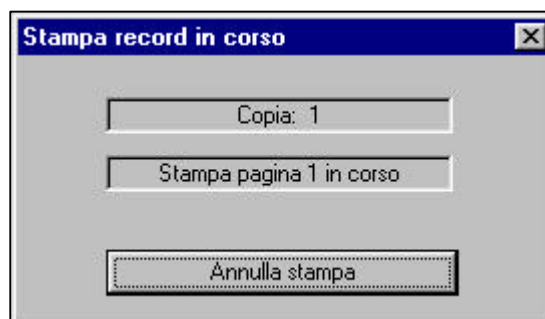 Stampa record in corso
Copia: 1
Stampa pagina 1 in corso
Annulla stampa